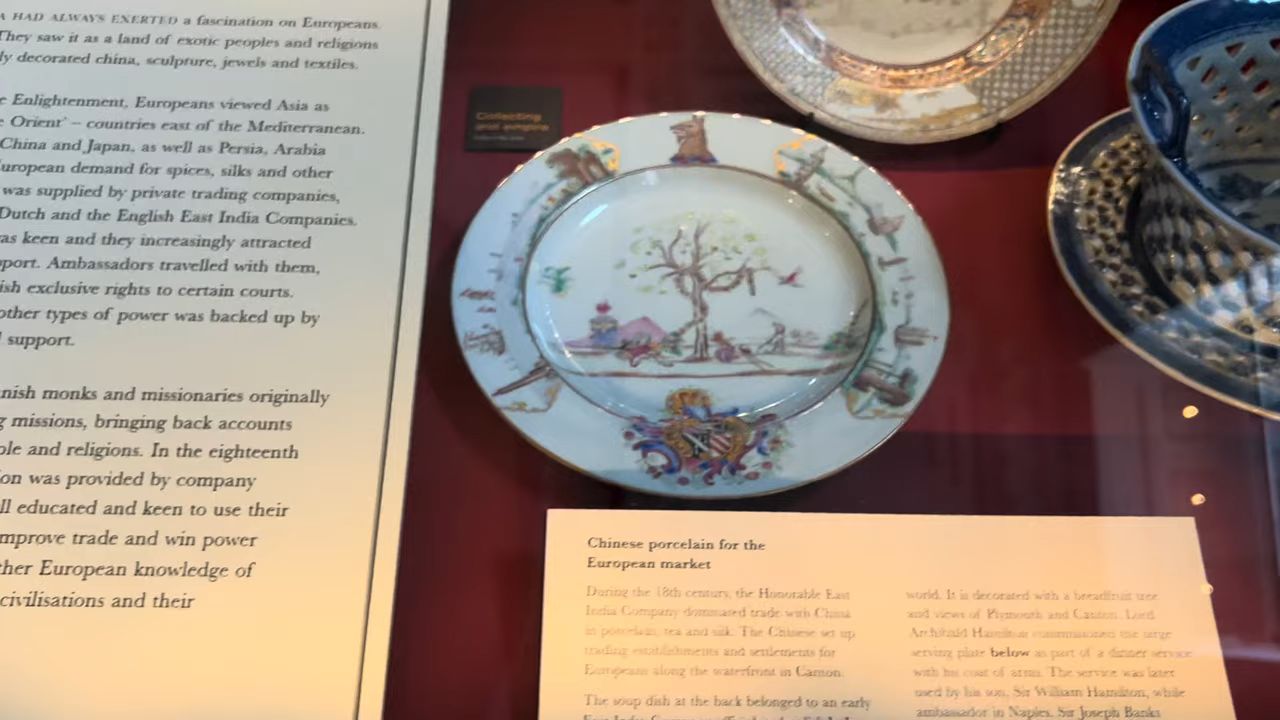 HAD ALWAYS EXERTED a fascination on Europeans.
They saw it as a land of exotic peoples and religions
decorated china, sculpture, jewels and textiles.
Enlightenment, Europeans viewed Asia as
Orient' – countries east of the Mediterranean.
China and Japan, as well as Persia, Arabia
European demand for spices, silks and other
was supplied by private trading companies,
Dutch and the English East India Companies.
was keen and they increasingly attracted
Ambassadors travelled with them,
exclusive rights to certain courts.
other types of power was backed up by
support.
monks and missionaries originally
missions, bringing back accounts
and religions. In the eighteenth
was provided by company
educated and keen to use their
improve trade and win power
European knowledge of
civilisations and their
Collecting
and empire
Chinese porcelain for the
European market
During the 18th century, the Honorable East
India Company dominated trade with China
in porcelain, tea and silk. The Chinese set up
trading establishments and settlements for
Europeans along the waterfront in Canton.
The soup dish at the back belonged to an early
world. It is decorated with a breadfruit tree
and views of Plymouth and Canton. Lord
Archibald Hamilton commissioned the large
serving plate below as part of a dinner service
with his coat of arms. The service was later
used by his son, Sir William Hamilton, while
ambassador in Naples. Sir Joseph Banks